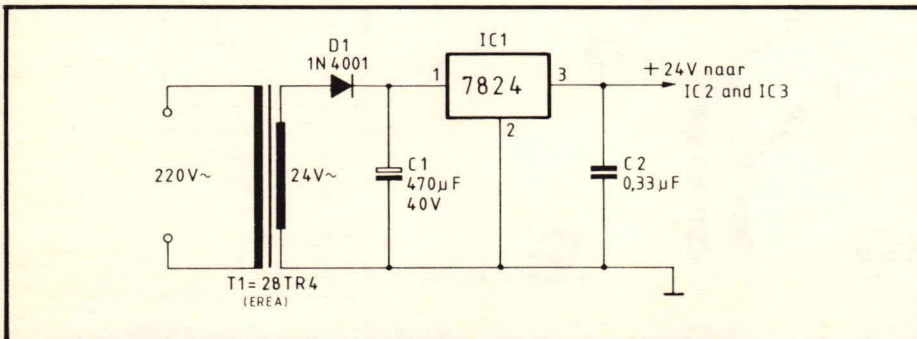 D1
1N4001
IC1
1
7824
3
2
+24V naar
IC2 and IC3
220V~
24V~
C1
470µF
40V
C2
0,33µF
T1=28TR4
(EREA)